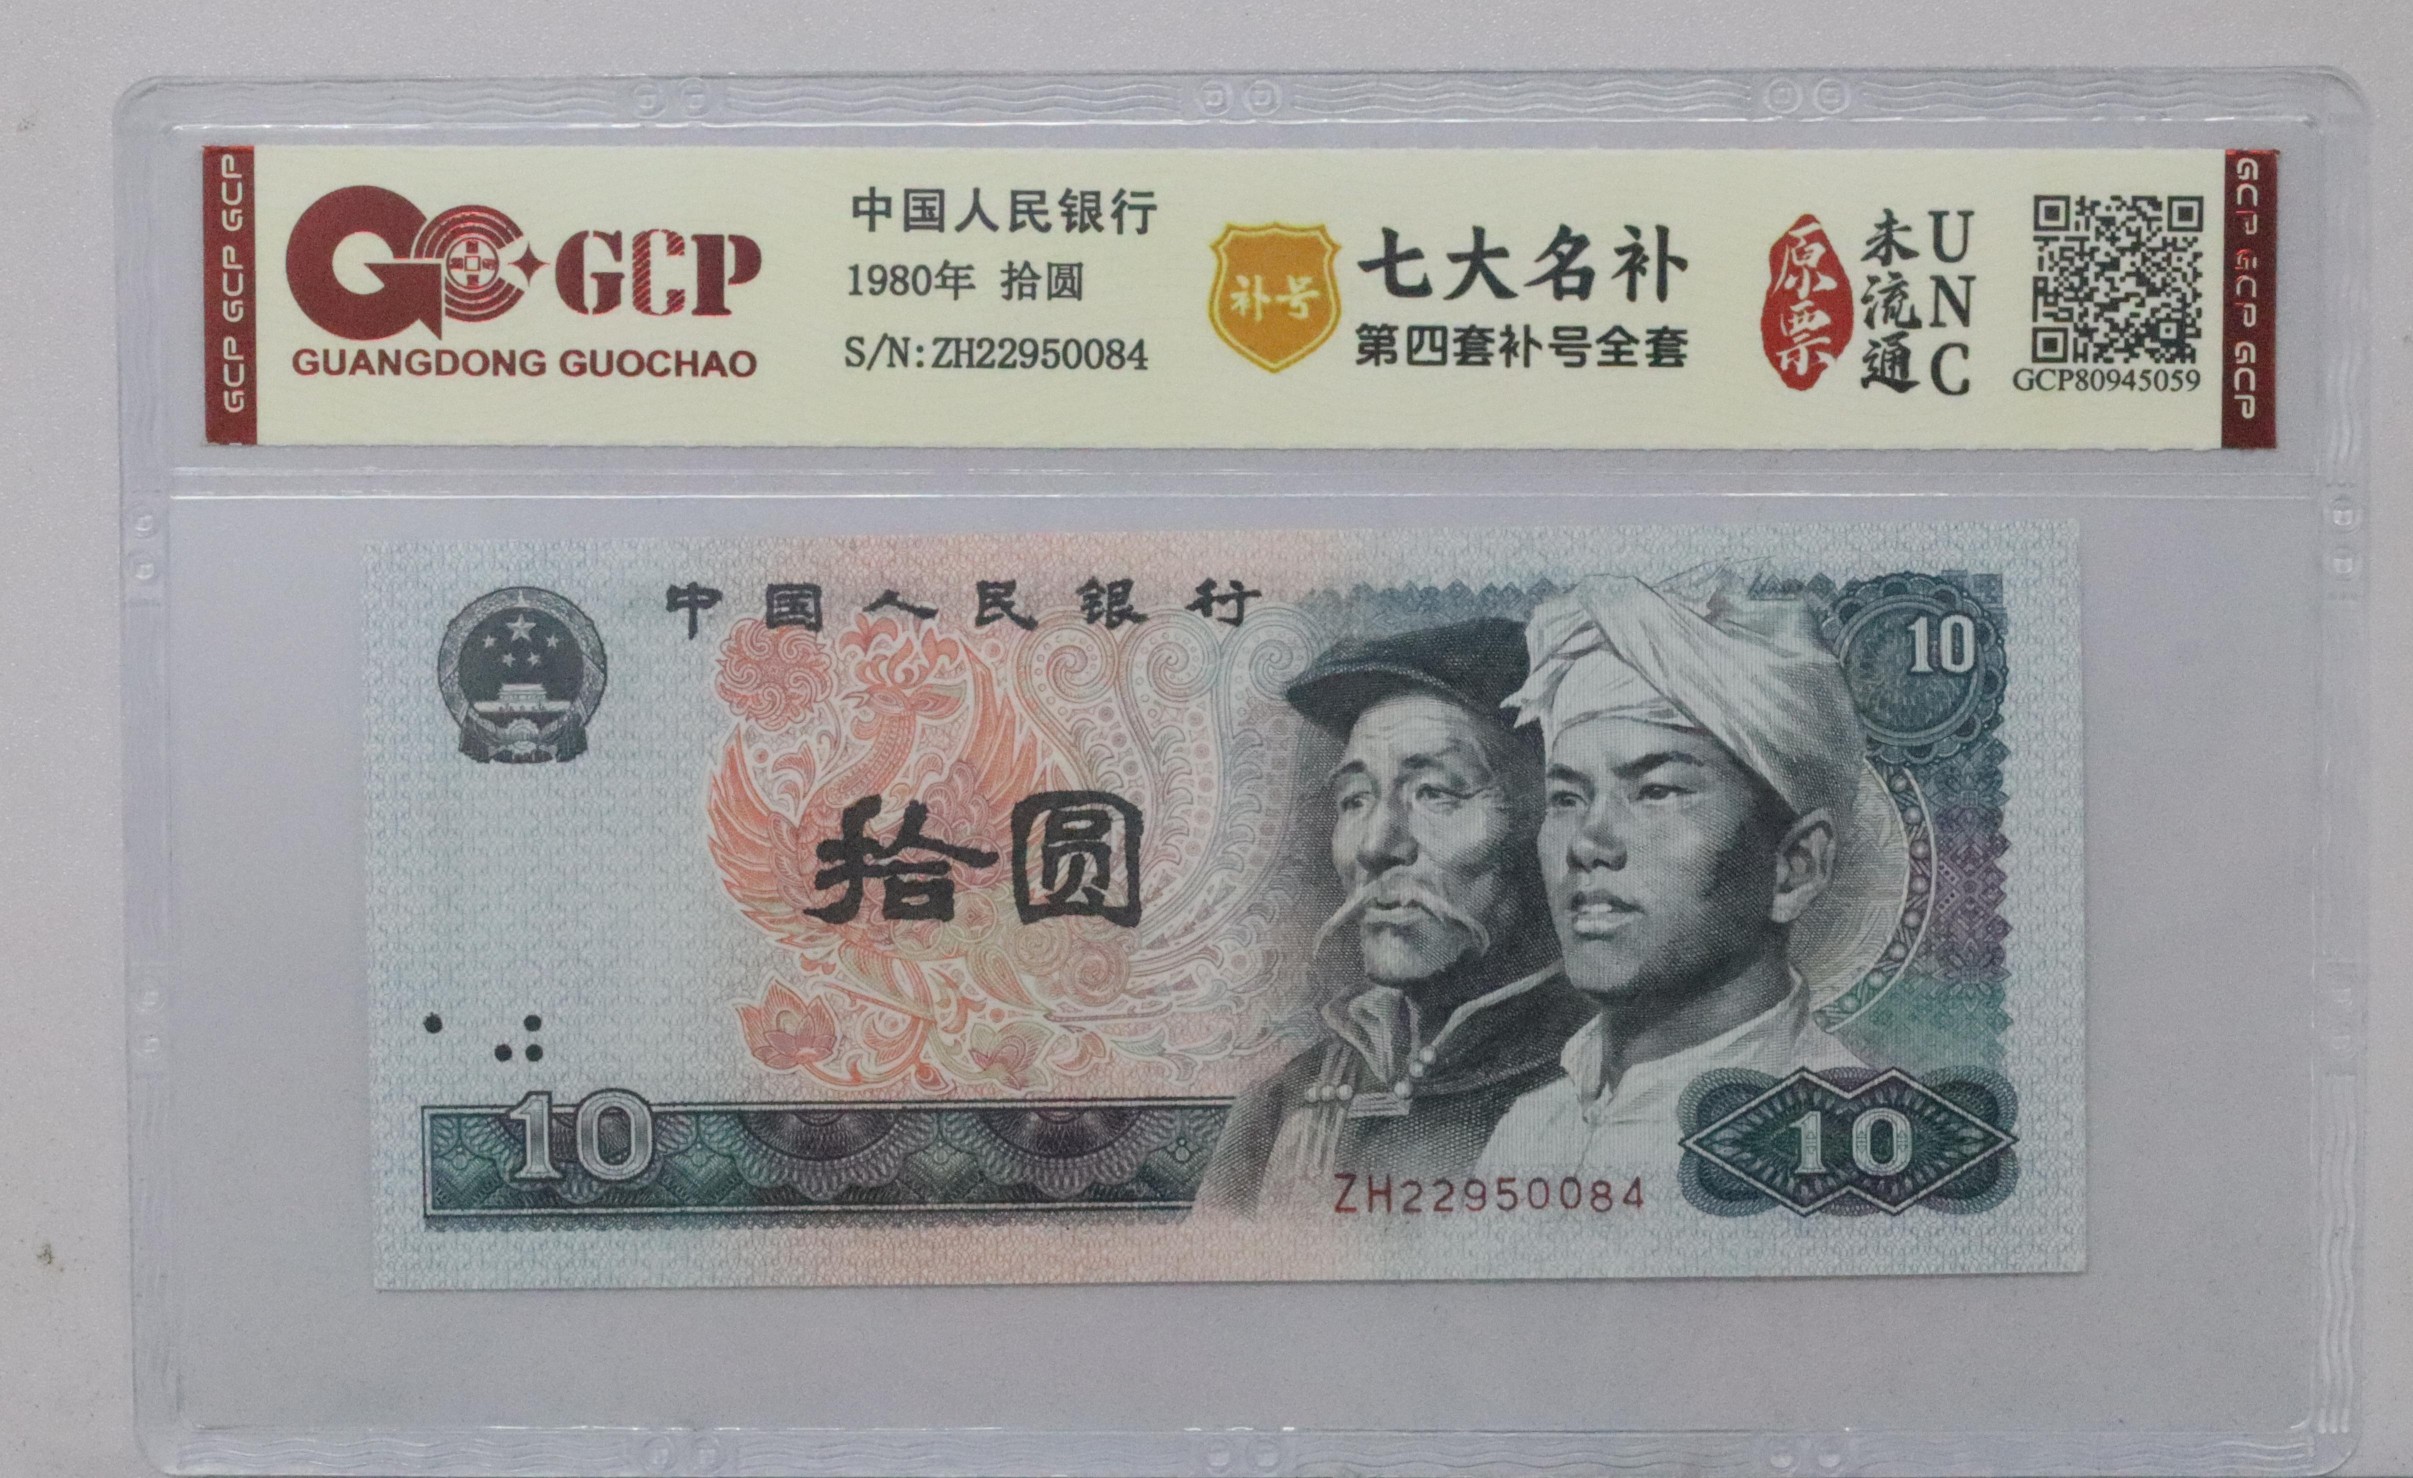 GCP GCP GCP
GCP
GUANGDONG GUOCHAO
中国人民银行
1980年 拾圆
S/N:ZH22950084
补号
七大名补
第四套补号全套
原票
未流通
UNC
GCP80945059
GCP GCP GCP GCP
中国人民银行
10
拾圆
10
ZH22950084
10